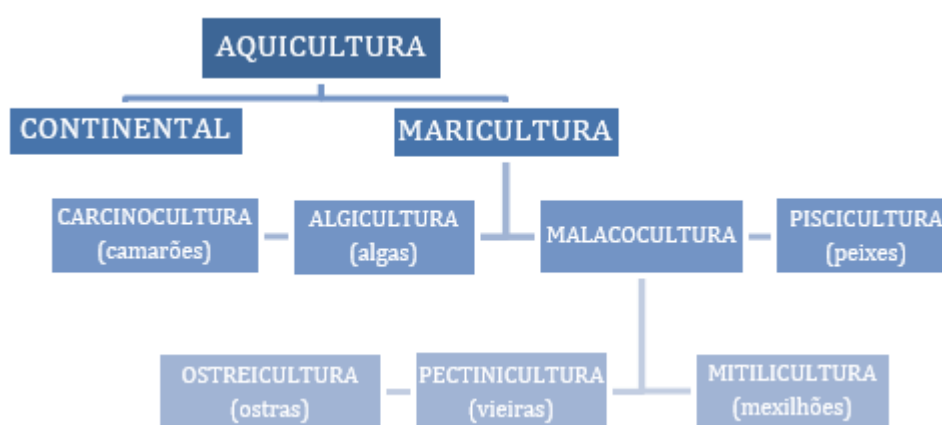 AQUICULTURA
CONTINENTAL
MARICULTURA
CARCINOCULTURA
(camarões)
ALGICULTURA
(algas)
MALACOCULTURA
PISCICULTURA
(peixes)
OSTREICULTURA
(ostras)
PECTINICULTURA
(vieiras)
MITILICULTURA
(mexilhões)